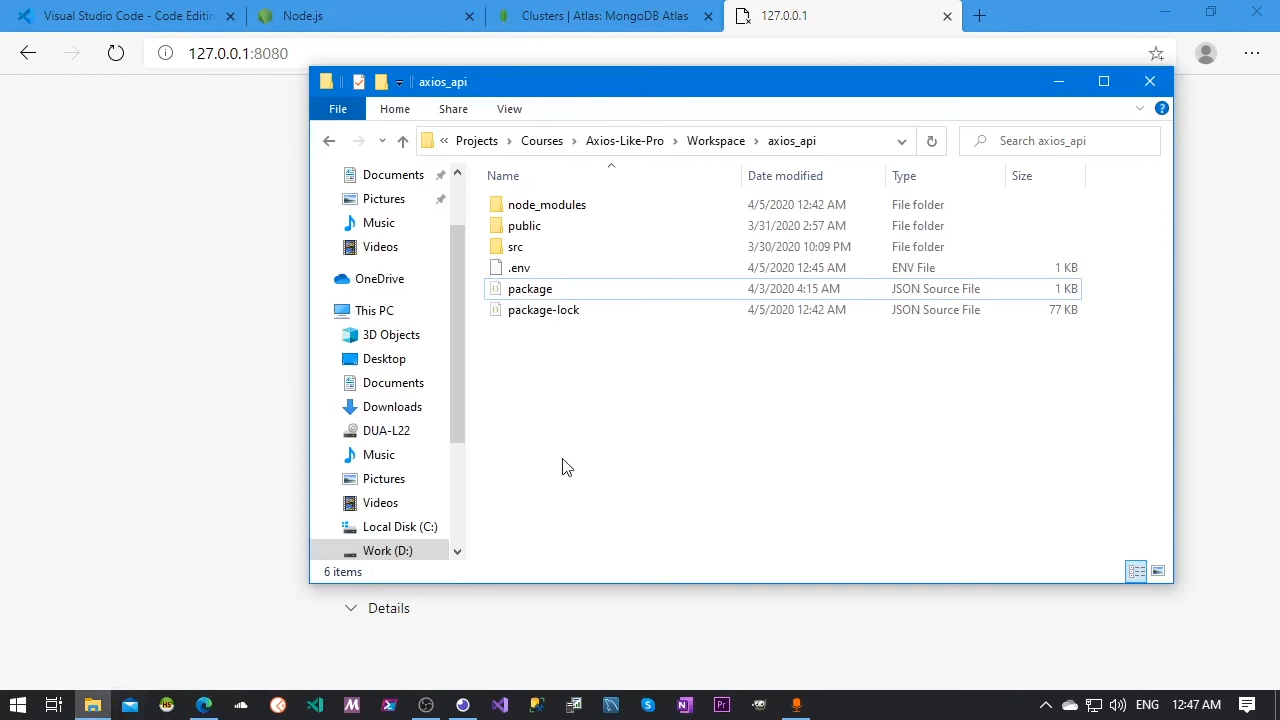 Visual Studio Code - Code Editin
Node.js
Clusters | Atlas: MongoDB Atlas
127.0.0.1
127.0.0.1:8080
axios_api
File
Home
Share
View
« Projects > Courses > Axios-Like-Pro > Workspace > axios_api
Search axios_api
Documents
Pictures
Music
Videos
OneDrive
This PC
3D Objects
Desktop
Documents
Downloads
DUA-L22
Music
Pictures
Videos
Local Disk (C:)
Work (D:)
Name Date modified Type Size
node_modules 4/5/2020 12:42 AM File folder
public 3/31/2020 2:57 AM File folder
src 3/30/2020 10:09 PM File folder
.env 4/5/2020 12:45 AM ENV File 1 KB
package 4/3/2020 4:15 AM JSON Source File 1 KB
package-lock 4/5/2020 12:42 AM JSON Source File 77 KB
6 items
Details
ENG 12:47 AM